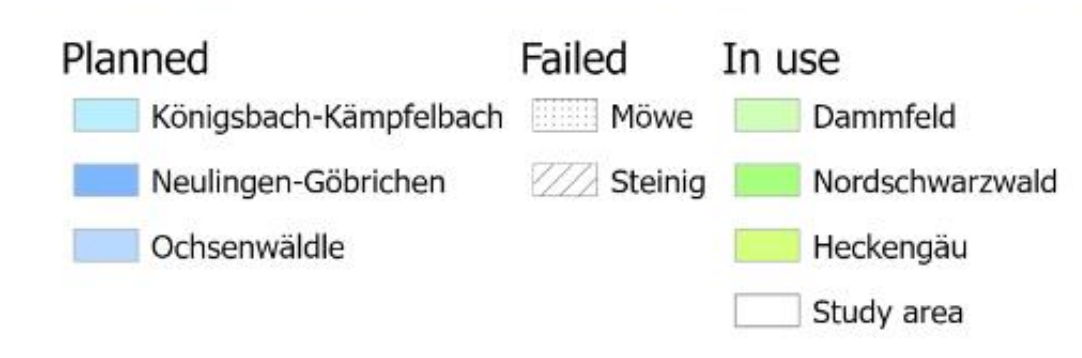 Planned
Königsbach-Kämpfelbach
Neulingen-Göbrichen
Ochsenwäldle
Failed
Möwe
Steinig
In use
Dammfeld
Nordschwarzwald
Heckengäu
Study area